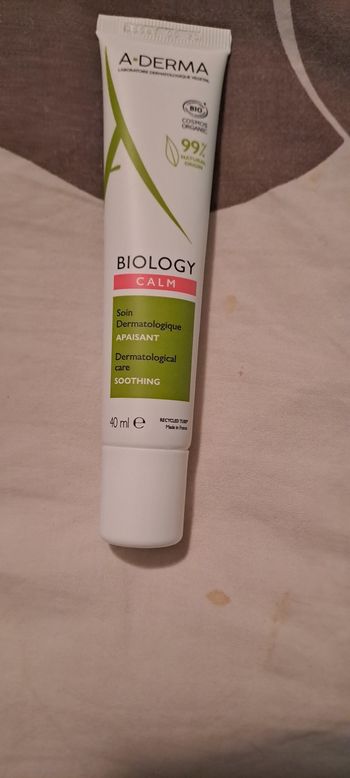 A-DERMA
LABORATOIRE DERMATOLOGIQUE VÉGÉTAL
BIO
COSMOS
ORGANIC
99%
NATURAL
ORIGIN
BIOLOGY
CALM
Soin
Dermatologique
APAISANT
Dermatological
care
SOOTHING
40 ml e
RECYCLED TUBE*
Made in France